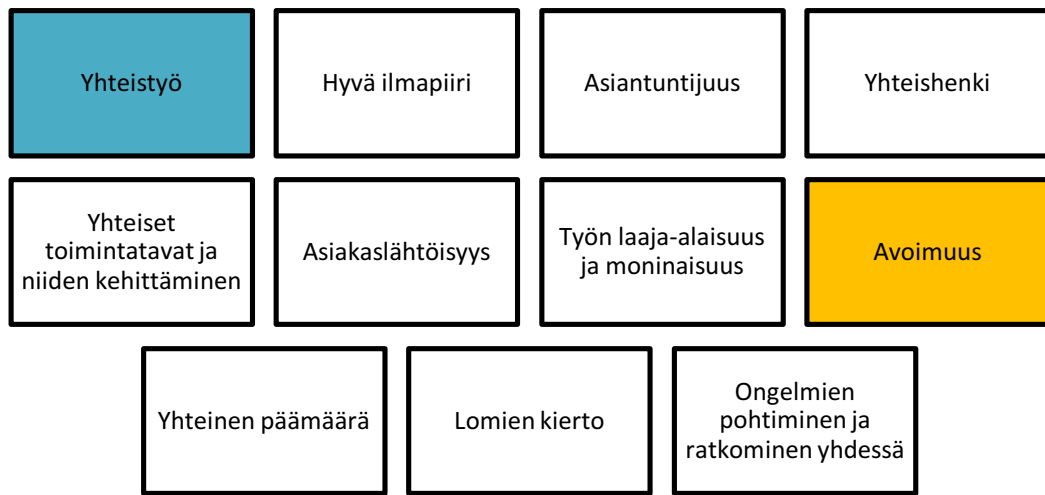 Yhteistyö
Hyvä ilmapiiri
Asiantuntijuus
Yhteishenki
Yhteiset
toimintatavat ja
niiden kehittäminen
Asiakaslähtöisyys
Työn laaja-alaisuus
ja moninaisuus
Avoimuus
Yhteinen päämäärä
Lomien kierto
Ongelmien
pohtiminen ja
ratkominen yhdessä